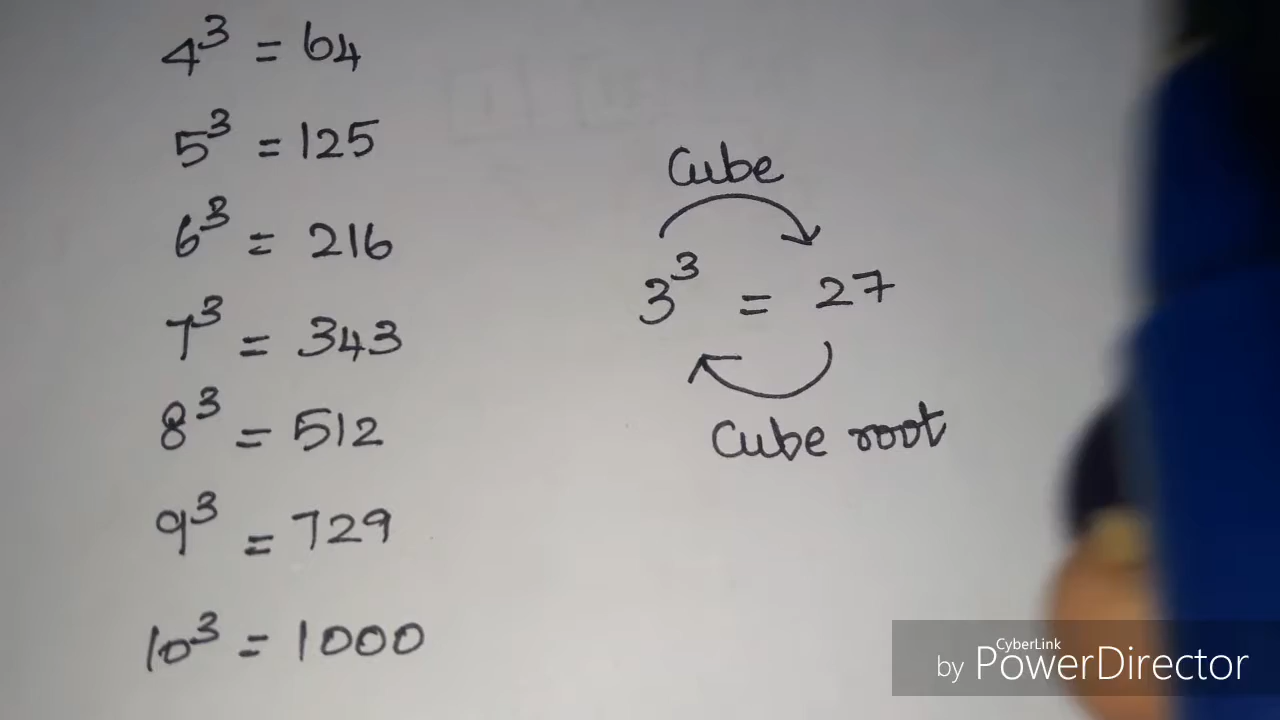 4³ = 64
5³ = 125
6³ = 216
7³ = 343
8³ = 512
9³ = 729
10³ = 1000
Cube
3³ = 27
Cube root
CyberLink
by PowerDirector